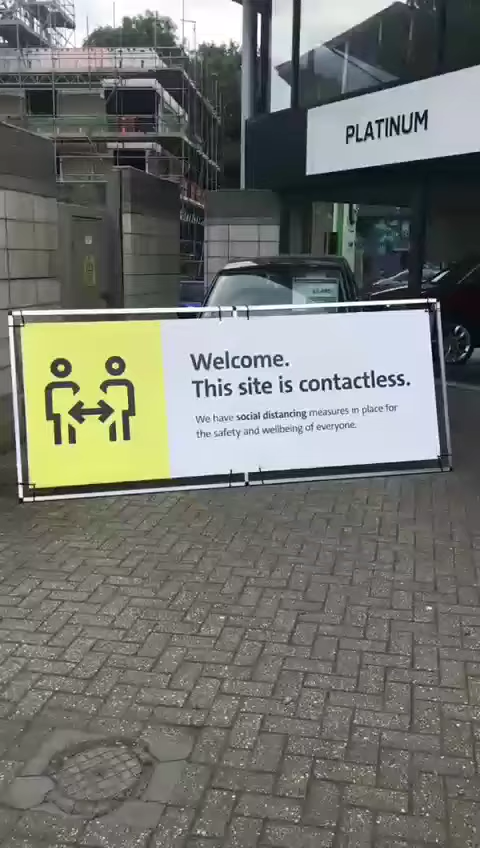 PLATINUM
Welcome.
This site is contactless.
We have social distancing measures in place for
the safety and wellbeing of everyone.